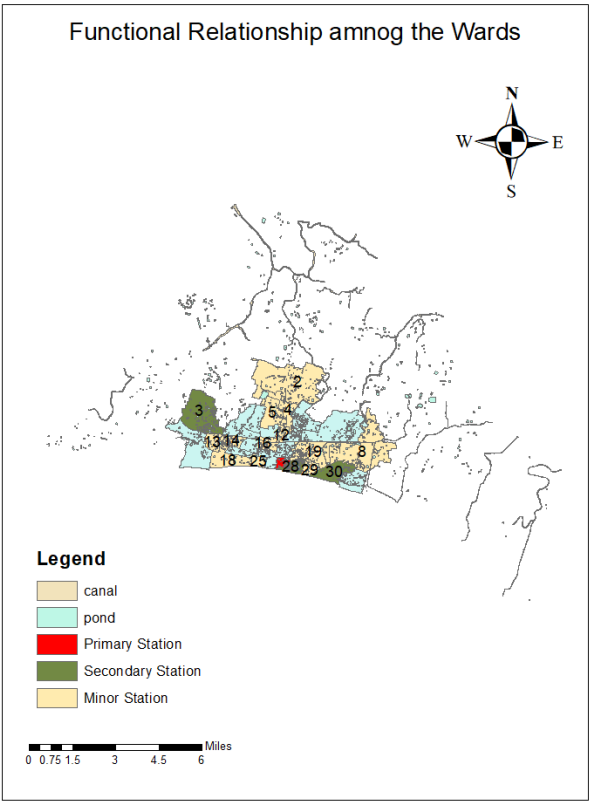 Functional Relationship amnog the Wards
N
W E
S
2
3
5 4
12
13 14 16 19 8
18 25 28 29 30
Legend
canal
pond
Primary Station
Secondary Station
Minor Station
Miles
0 0.75 1.5 3 4.5 6